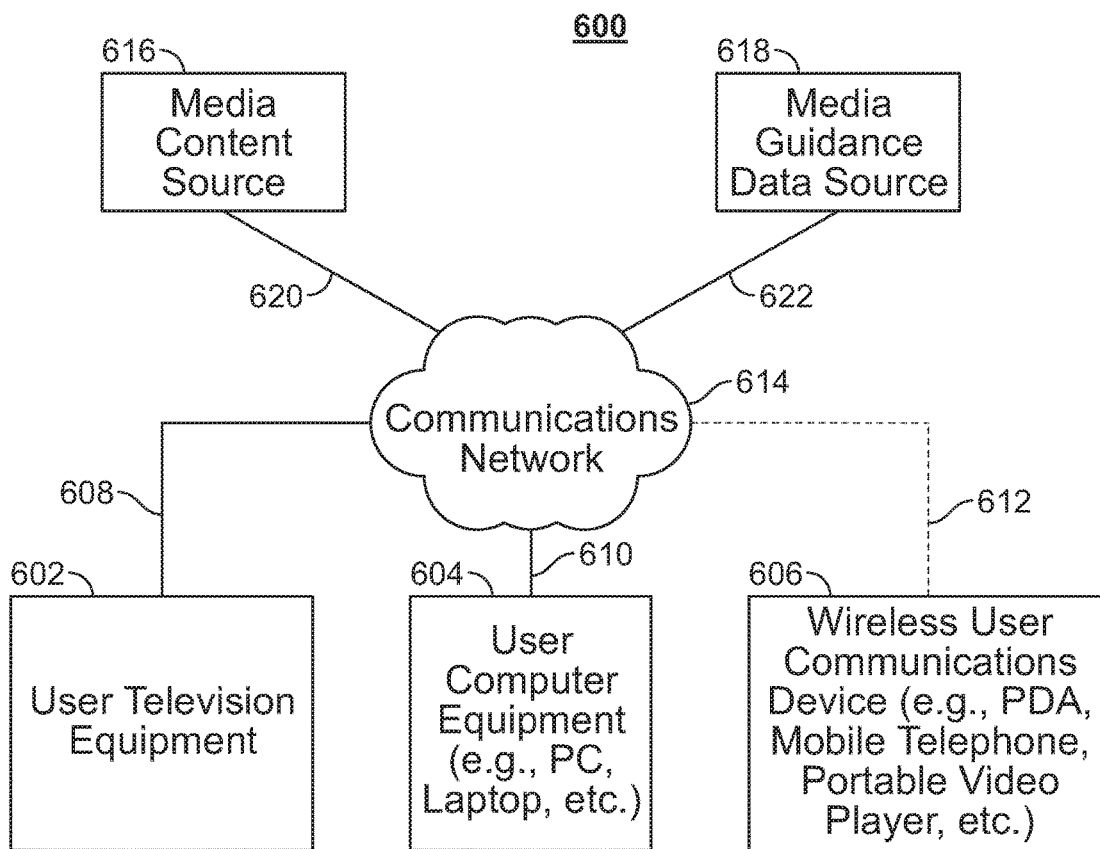 600
616
Media
Content
Source
618
Media
Guidance
Data Source
620
622
614
Communications
Network
608
612
610
602
User Television
Equipment
604
User
Computer
Equipment
(e.g., PC,
Laptop, etc.)
606
Wireless User
Communications
Device (e.g., PDA,
Mobile Telephone,
Portable Video
Player, etc.)